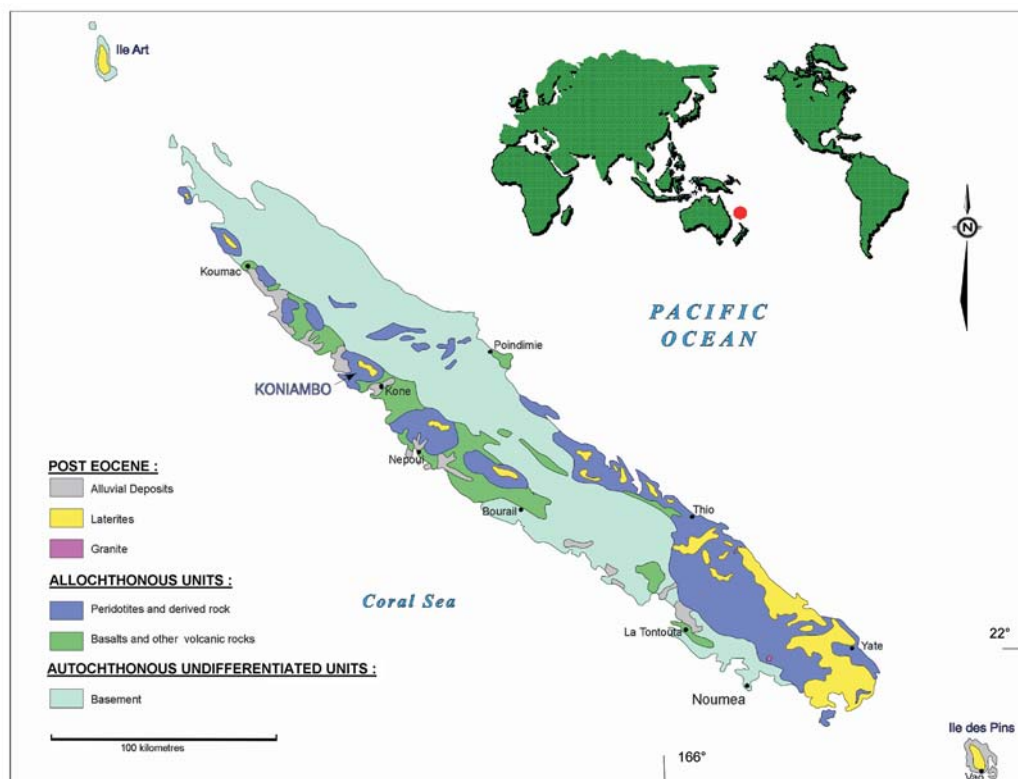 Ile Art
N
PACIFIC
OCEAN
Koumac
Poindimie
KONIAMBO
Kone
Nepoui
Bourail
Thio
Coral Sea
La Tontouta
Yate
22°
Noumea
166°
Ile des Pins
Vao
POST EOCENE :
Alluvial Deposits
Laterites
Granite
ALLOCHTHONOUS UNITS :
Peridotites and derived rock
Basalts and other volcanic rocks
AUTOCHTHONOUS UNDIFFERENTIATED UNITS :
Basement
100 kilometres